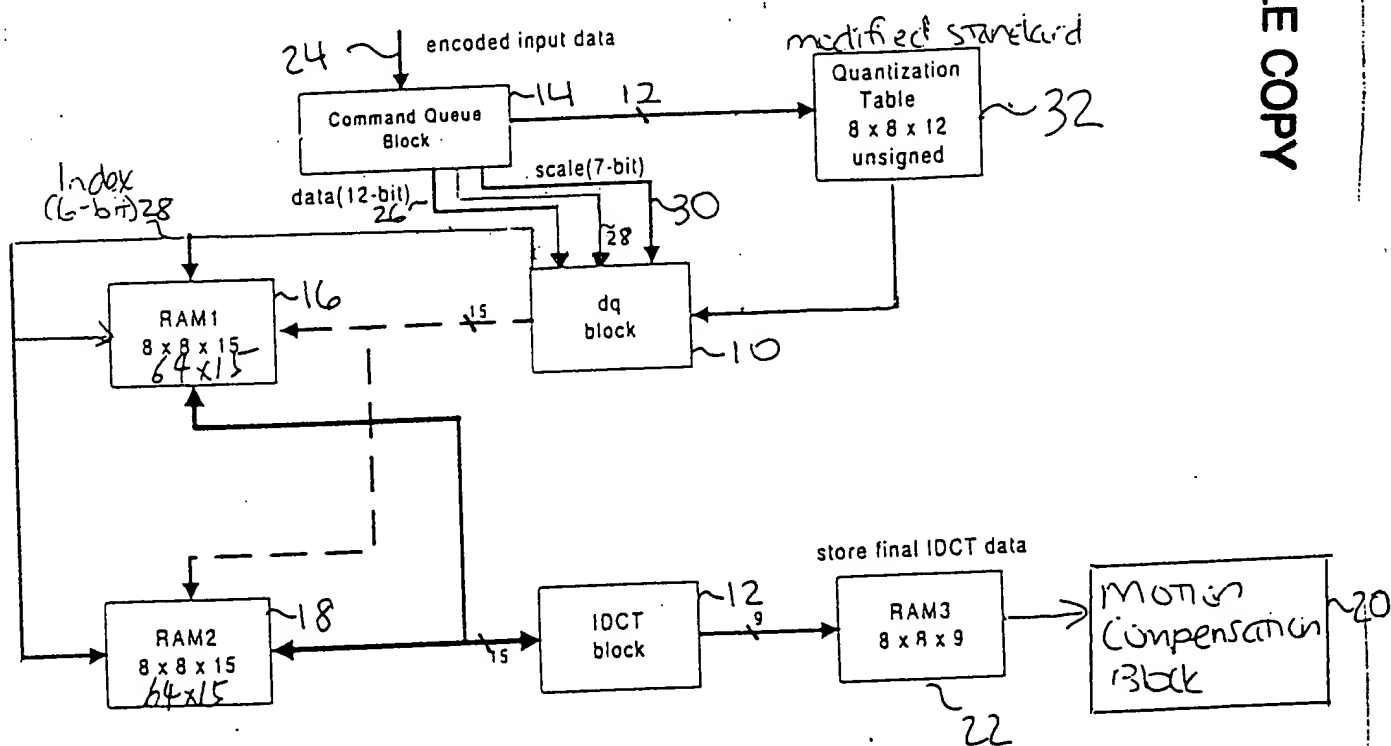 LE COPY
24
encoded input data
modified standard
Command Queue
Block
14
12
Quantization
Table
8 x 8 x 12
unsigned
32
scale(7-bit)
data(12-bit)
26
28
30
Index
(6-bit) 28
RAM1
8 x 8 x 15
64x15
16
15
dq
block
10
RAM2
8 x 8 x 15
64x15
18
15
IDCT
block
12
9
store final IDCT data
RAM3
8 x 8 x 9
22
Motion
Compensation
Block
20